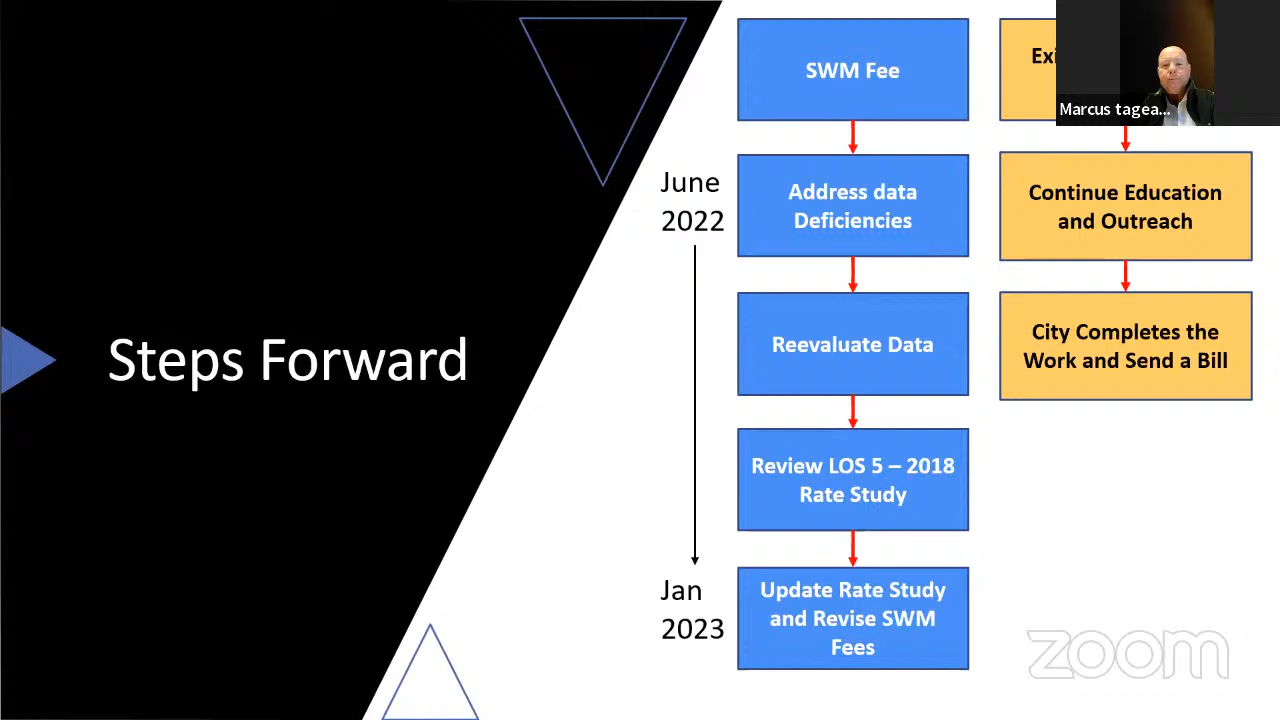 Steps Forward
June
2022
Jan
2023
SWM Fee
Address data
Deficiencies
Reevaluate Data
Review LOS 5 – 2018
Rate Study
Update Rate Study
and Revise SWM
Fees
Continue Education
and Outreach
City Completes the
Work and Send a Bill
Marcus tagea...
zoom